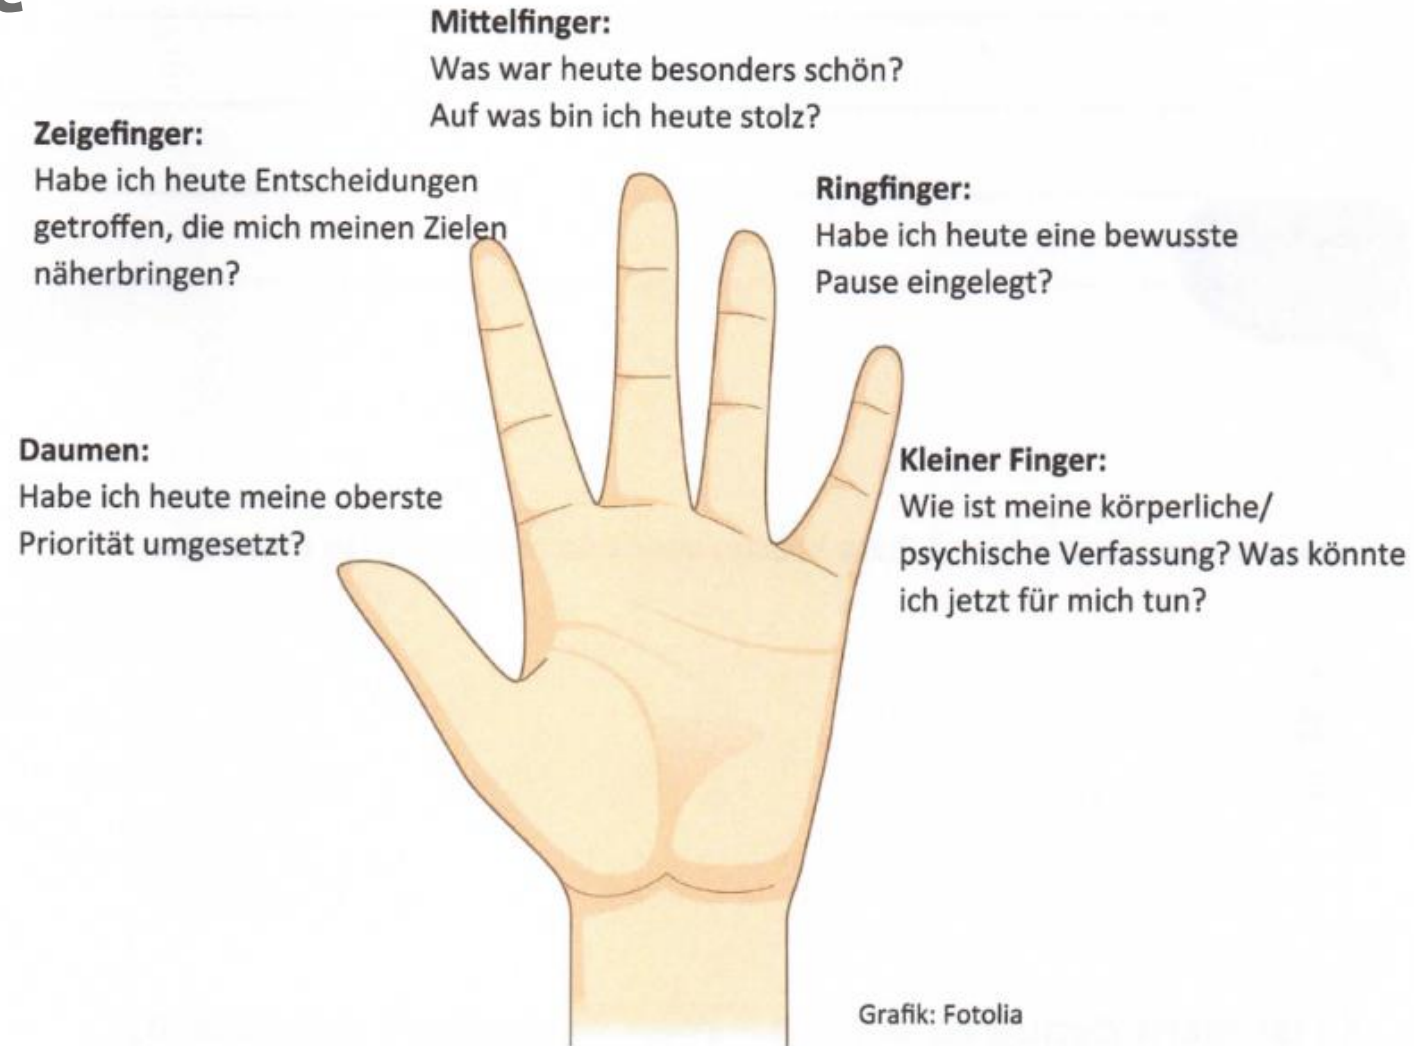 Mittelfinger:
Was war heute besonders schön?
Auf was bin ich heute stolz?
Zeigefinger:
Habe ich heute Entscheidungen
getroffen, die mich meinen Zielen
näherbringen?
Ringfinger:
Habe ich heute eine bewusste
Pause eingelegt?
Daumen:
Habe ich heute meine oberste
Priorität umgesetzt?
Kleiner Finger:
Wie ist meine körperliche/
psychische Verfassung? Was könnte
ich jetzt für mich tun?
Grafik: Fotolia